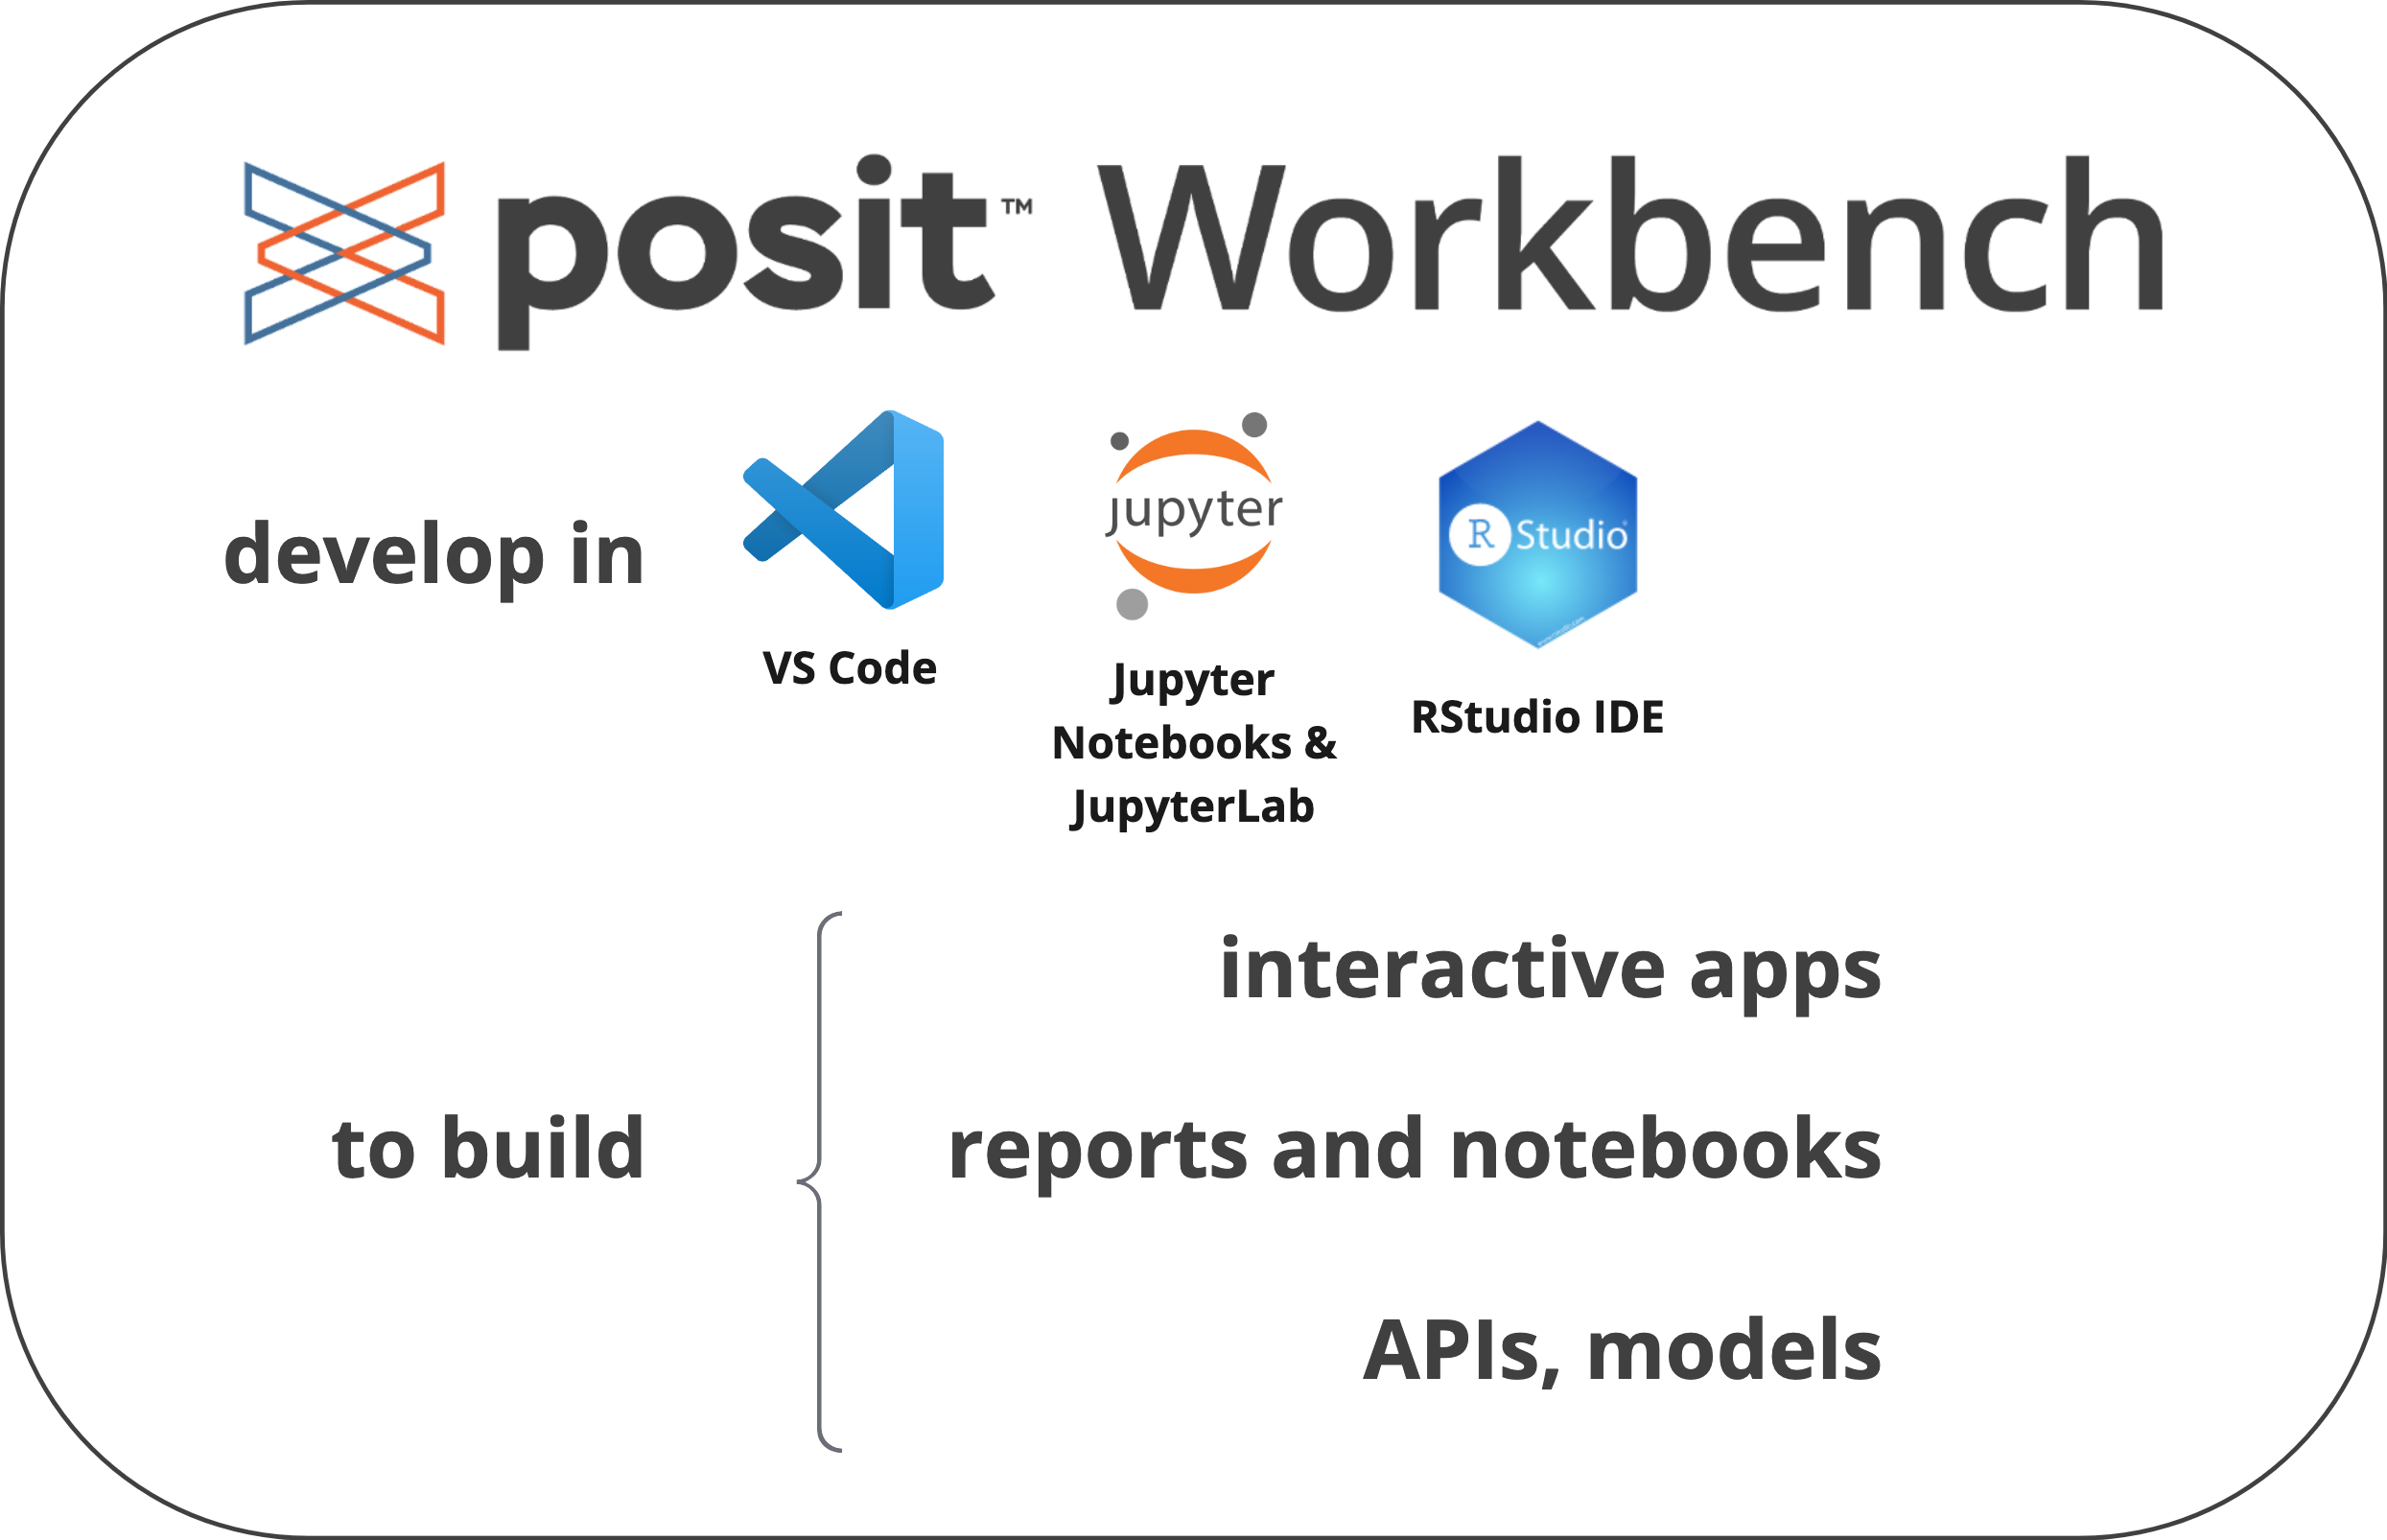 posit™ Workbench
develop in
jupyter
R Studio®
VS Code
Jupyter
Notebooks &
JupyterLab
RStudio IDE
interactive apps
to build
reports and notebooks
APIs, models